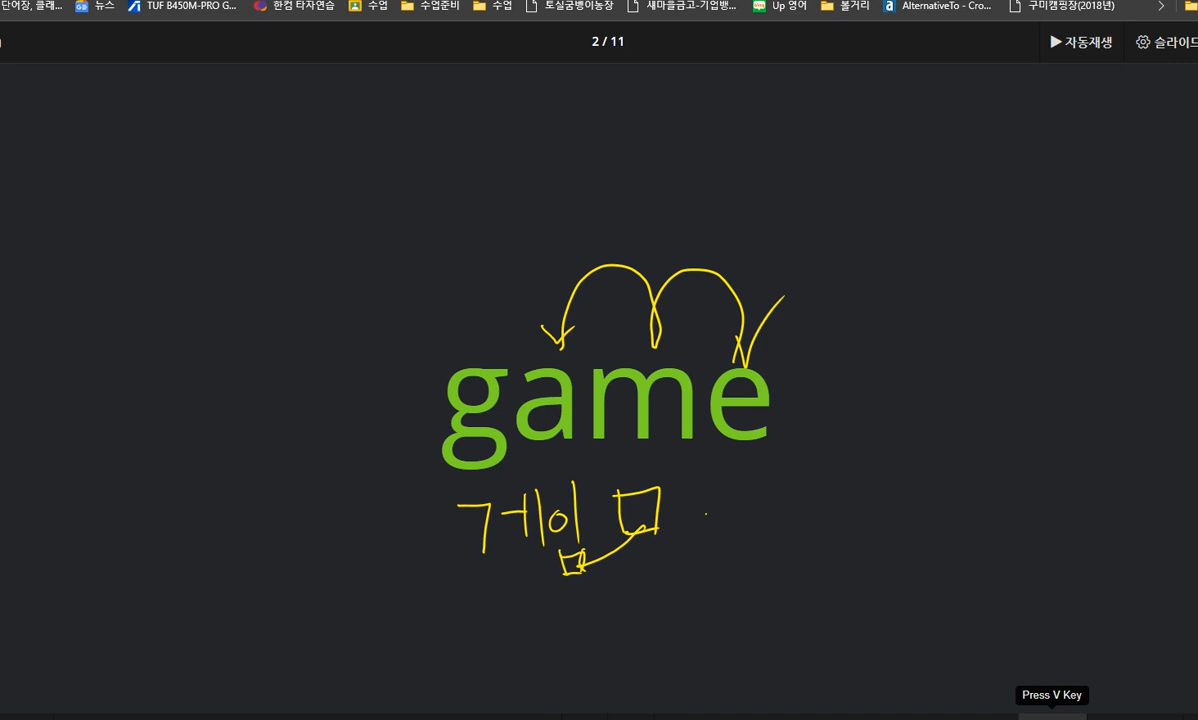 단어장, 클래... 뉴스 TUF B450M-PRO G... 한컴 타자연습 수업 수업준비 수업 토실굼벵이농장 새마을금고-기업뱅... Up 영어 볼거리 AlternativeTo - Cro... 구미캠핑장(2018년)
2 / 11 자동재생 슬라이드
game
게이 ㅁ
ㅁ
Press V Key